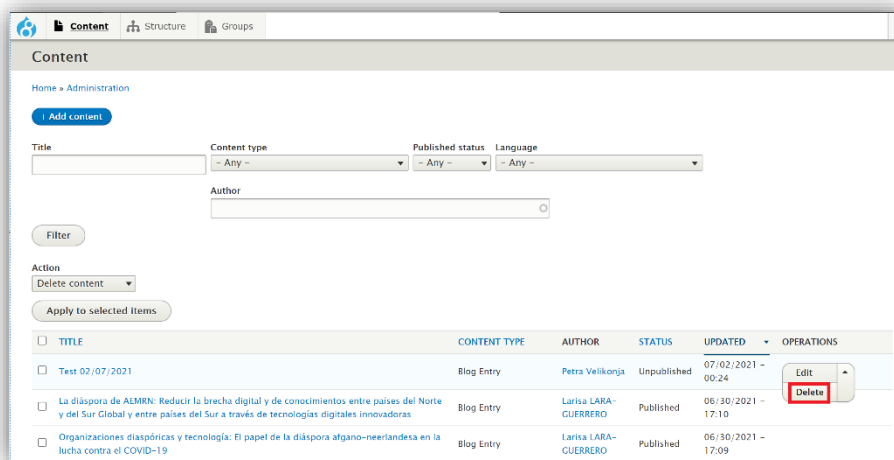 Content Structure Groups
Content
Home » Administration
+ Add content
Title Content type Published status Language
- Any - - Any - - Any -
Author
Filter
Action
Delete content
Apply to selected items
TITLE CONTENT TYPE AUTHOR STATUS UPDATED OPERATIONS
Test 02/07/2021 Blog Entry Petra Velikonja Unpublished 07/02/2021 - 00:24 Edit
Delete
La diáspora de AEMRN: Reducir la brecha digital y de conocimientos entre países del Norte
y del Sur Global y entre países del Sur a través de tecnologías digitales innovadoras
Blog Entry
Larisa LARA-
GUERRERO
Published
06/30/2021 -
17:10
Organizaciones diaspóricas y tecnología: El papel de la diáspora afgano-neerlandesa en la
lucha contra el COVID-19
Blog Entry
Larisa LARA-
GUERRERO
Published
06/30/2021 -
17:09